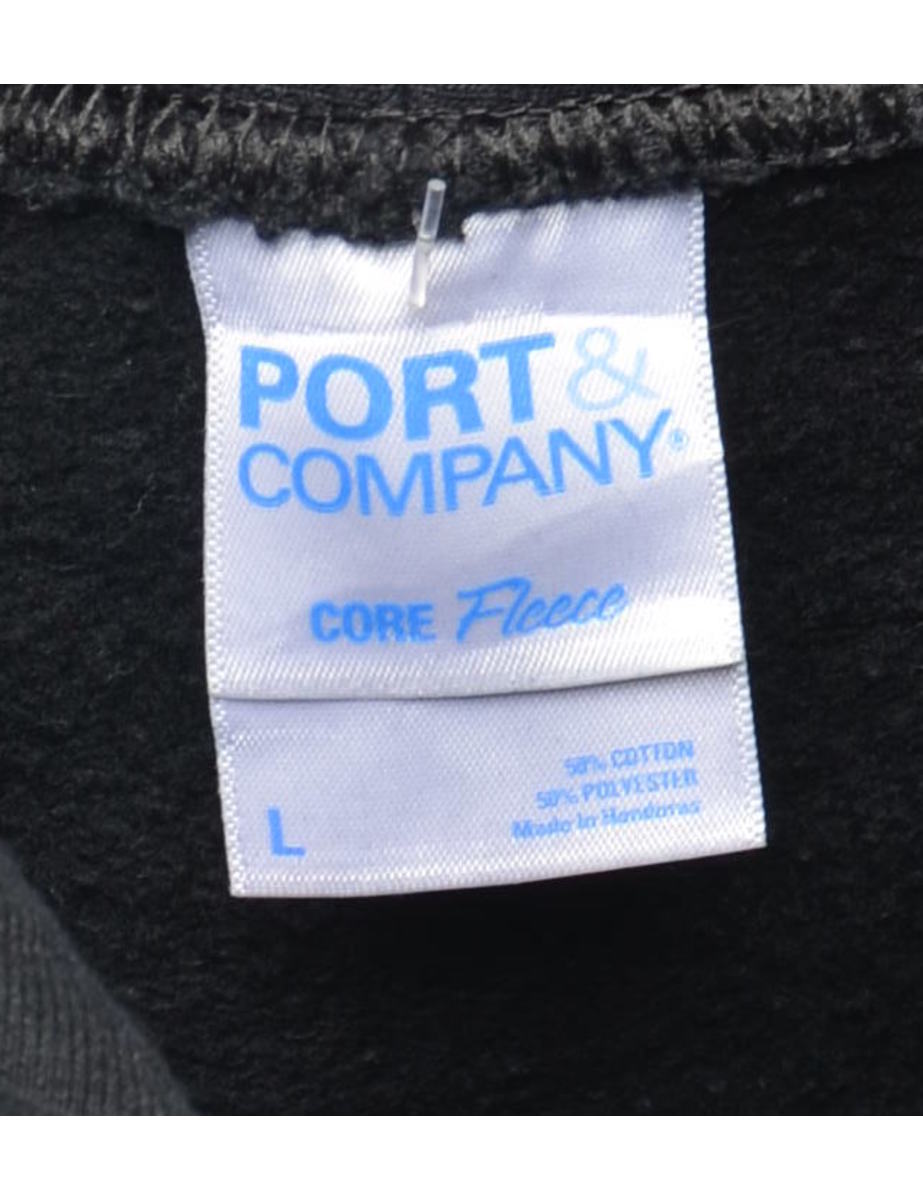 PORT &
COMPANY®
CORE Fleece
50% COTTON
50% POLYESTER
L
Made in Honduras